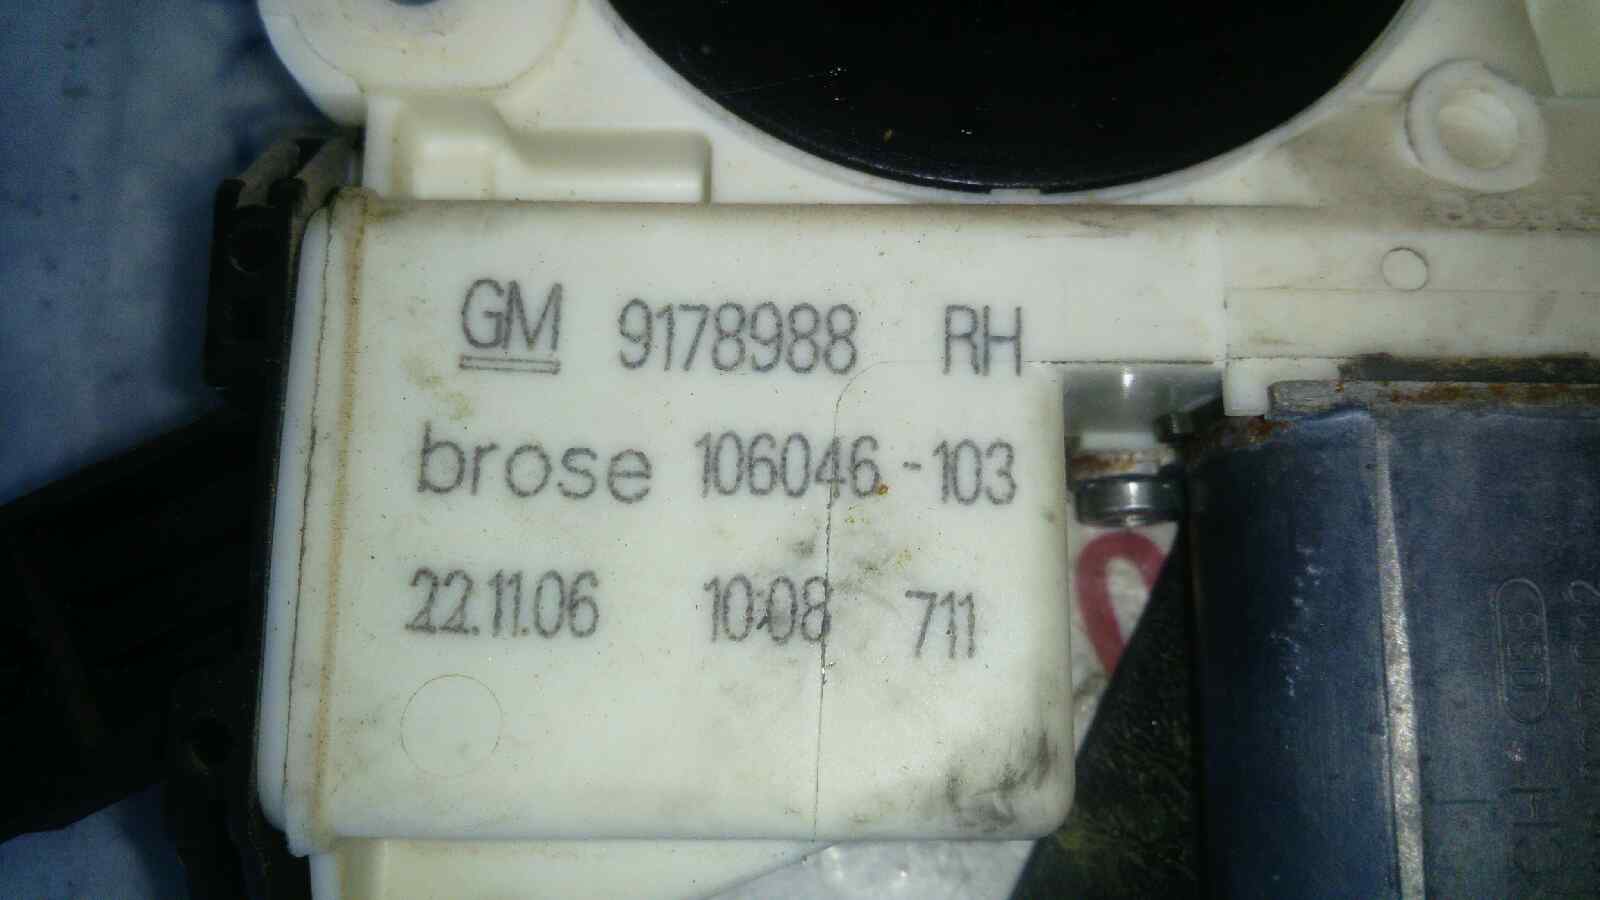 GM 9178988 RH
brose 106046-103
22.11.06 10:08 711